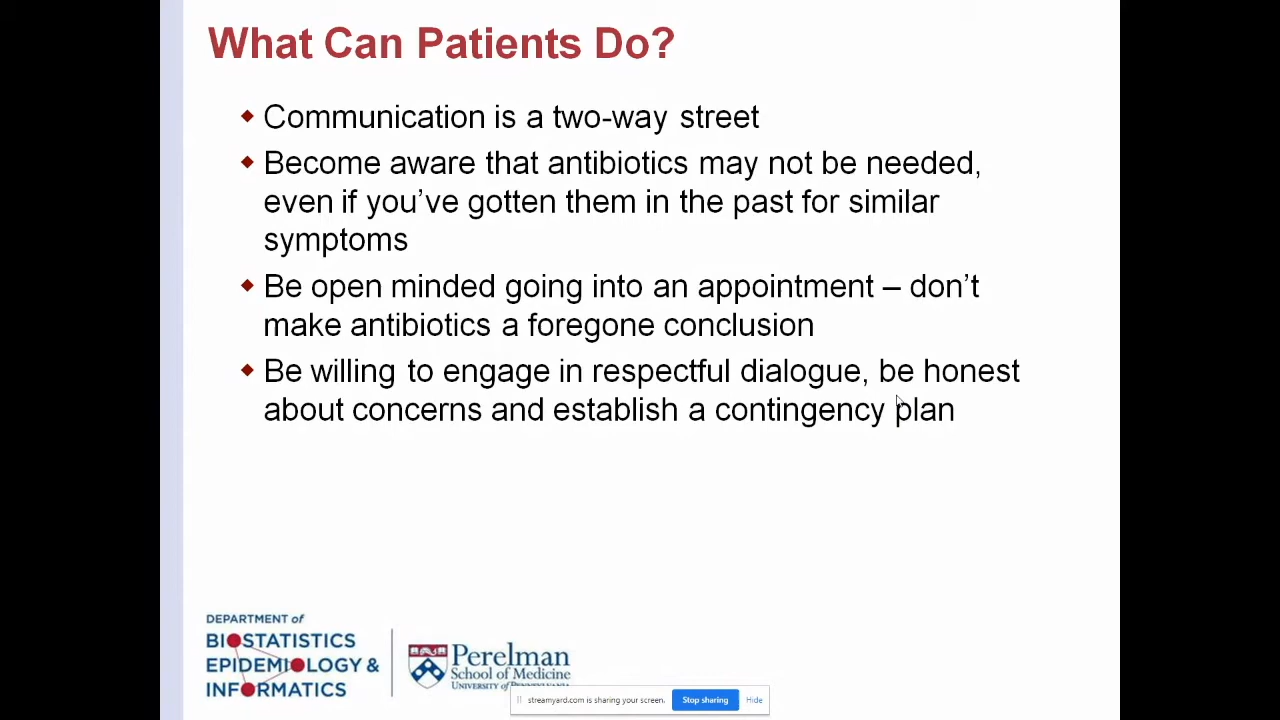 What Can Patients Do?
Communication is a two-way street
Become aware that antibiotics may not be needed,
even if you’ve gotten them in the past for similar
symptoms
Be open minded going into an appointment – don’t
make antibiotics a foregone conclusion
Be willing to engage in respectful dialogue, be honest
about concerns and establish a contingency plan
DEPARTMENT of
BIOSTATISTICS
EPIDEMIOLOGY &
INFORMATICS
Perelman
School of Medicine
UNIVERSITY OF PENNSYLVANIA
streamyard.com is sharing your screen.
Stop sharing
Hide